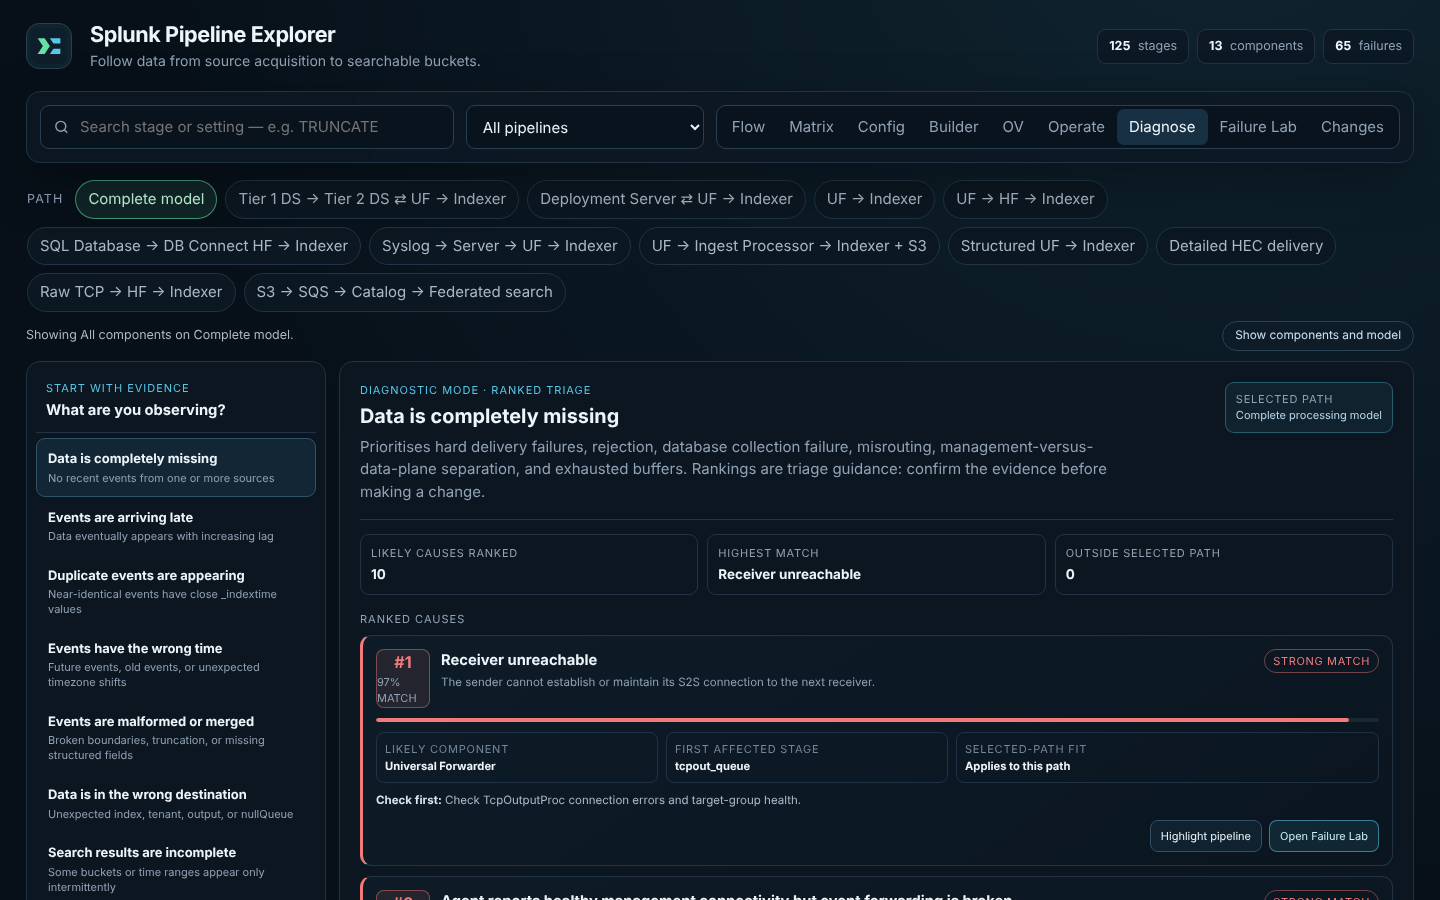 Splunk Pipeline Explorer
Follow data from source acquisition to searchable buckets.
125 stages
13 components
65 failures
Search stage or setting — e.g. TRUNCATE
All pipelines
Flow
Matrix
Config
Builder
OV
Operate
Diagnose
Failure Lab
Changes
PATH
Complete model
Tier 1 DS → Tier 2 DS ⇄ UF → Indexer
Deployment Server ⇄ UF → Indexer
UF → Indexer
UF → HF → Indexer
SQL Database → DB Connect HF → Indexer
Syslog → Server → UF → Indexer
UF → Ingest Processor → Indexer + S3
Structured UF → Indexer
Detailed HEC delivery
Raw TCP → HF → Indexer
S3 → SQS → Catalog → Federated search
Showing All components on Complete model.
Show components and model
START WITH EVIDENCE
What are you observing?
Data is completely missing
No recent events from one or more sources
Events are arriving late
Data eventually appears with increasing lag
Duplicate events are appearing
Near-identical events have close _indextime
values
Events have the wrong time
Future events, old events, or unexpected
timezone shifts
Events are malformed or merged
Broken boundaries, truncation, or missing
structured fields
Data is in the wrong destination
Unexpected index, tenant, output, or nullQueue
Search results are incomplete
Some buckets or time ranges appear only
intermittently
DIAGNOSTIC MODE · RANKED TRIAGE
Data is completely missing
Prioritises hard delivery failures, rejection, database collection failure, misrouting, management-versus-
data-plane separation, and exhausted buffers. Rankings are triage guidance: confirm the evidence before
making a change.
SELECTED PATH
Complete processing model
LIKELY CAUSES RANKED
10
HIGHEST MATCH
Receiver unreachable
OUTSIDE SELECTED PATH
0
RANKED CAUSES
#1
97%
MATCH
Receiver unreachable
The sender cannot establish or maintain its S2S connection to the next receiver.
STRONG MATCH
LIKELY COMPONENT
Universal Forwarder
FIRST AFFECTED STAGE
tcpout_queue
SELECTED-PATH FIT
Applies to this path
Check first: Check TcpOutputProc connection errors and target-group health.
Highlight pipeline
Open Failure Lab
#2
Agent reports healthy management connectivity but event forwarding is broken
STRONG MATCH